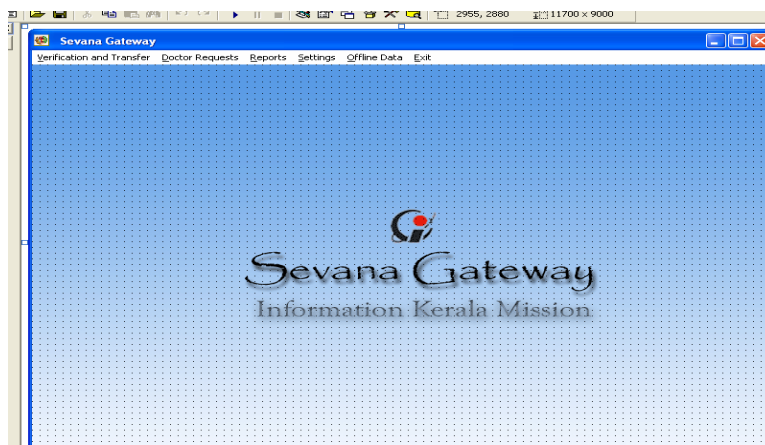 2955, 2880 11700 x 9000
Sevana Gateway
Verification and Transfer Doctor Requests Reports Settings Offline Data Exit
Sevana Gateway
Information Kerala Mission